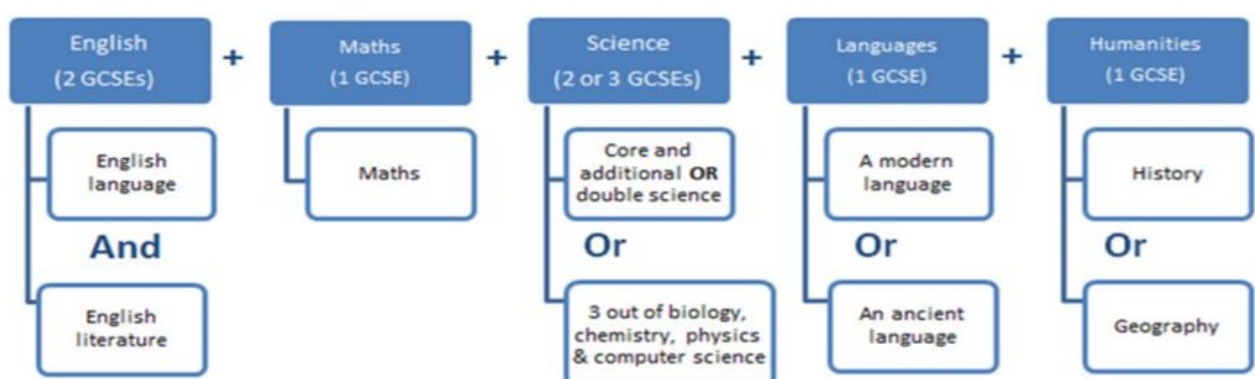 English
(2 GCSEs)
+
Maths
(1 GCSE)
+
Science
(2 or 3 GCSEs)
+
Languages
(1 GCSE)
+
Humanities
(1 GCSE)
English
language
And
English
literature
Maths
Core and
additional OR
double science
Or
3 out of biology,
chemistry, physics
& computer science
A modern
language
Or
An ancient
language
History
Or
Geography